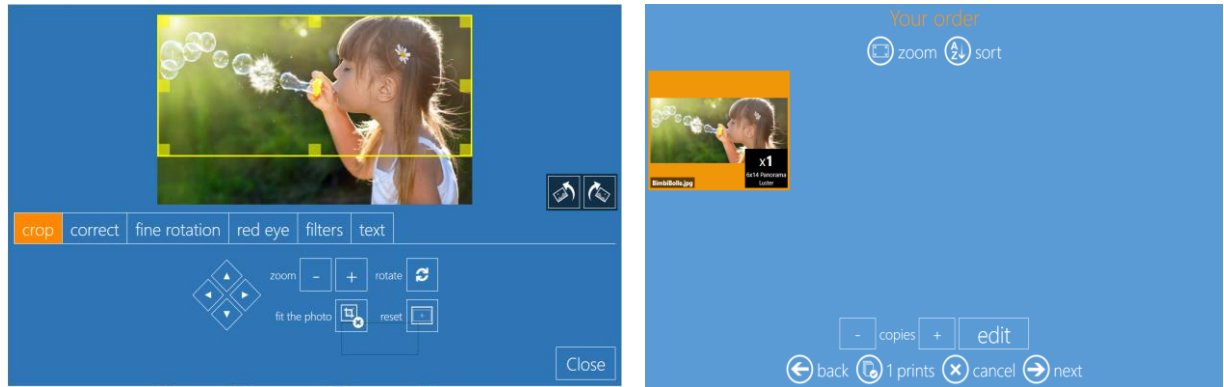 crop correct fine rotation red eye filters text
zoom - + rotate
fit the photo reset
Close
Your order
zoom sort
x1
6x14 Panorama
Luster
BimbiBolle.jpg
- copies + edit
back 1 prints cancel next